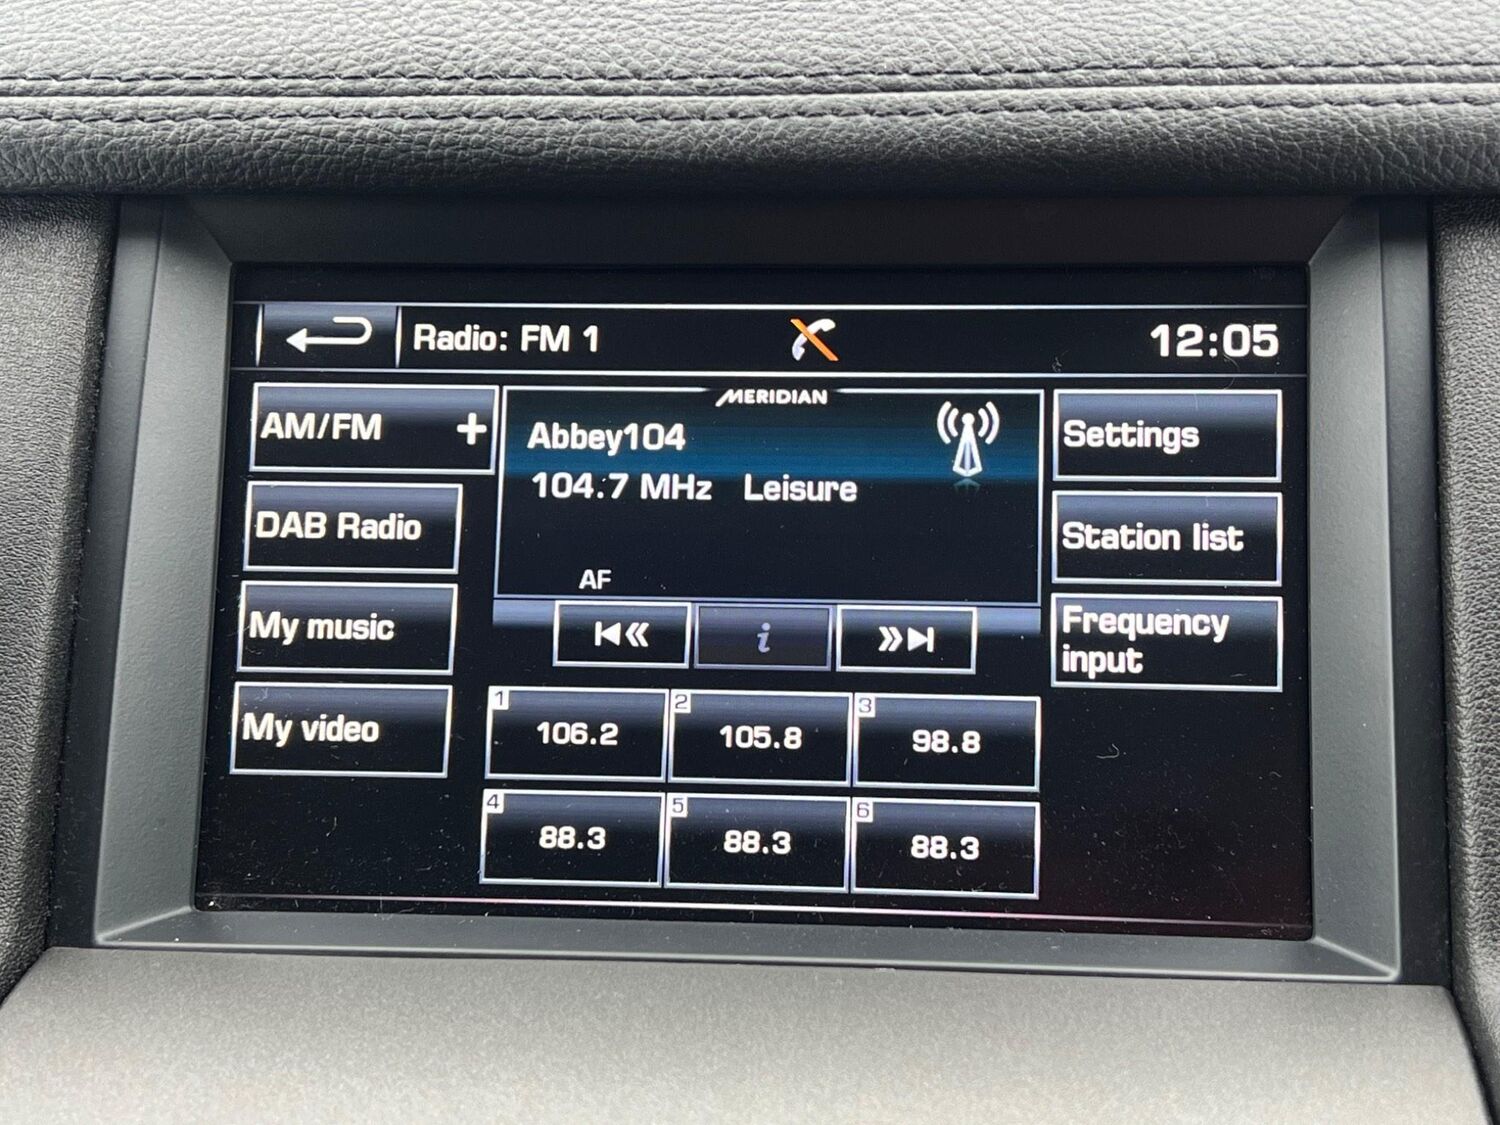 Radio: FM 1
12:05
AM/FM +
MERIDIAN
Abbey104
104.7 MHz Leisure
AF
Settings
DAB Radio
Station list
My music
i
Frequency
input
My video
1
106.2
2
105.8
3
98.8
4
88.3
5
88.3
6
88.3